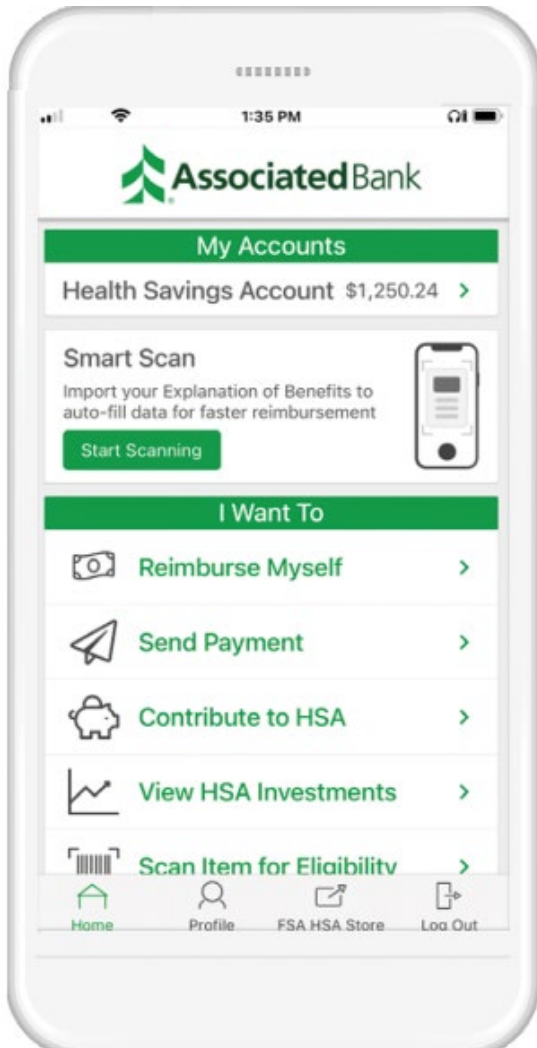 1:35 PM
Associated Bank
My Accounts
Health Savings Account $1,250.24 >
Smart Scan
Import your Explanation of Benefits to
auto-fill data for faster reimbursement
Start Scanning
I Want To
Reimburse Myself >
Send Payment >
Contribute to HSA >
View HSA Investments >
Scan Item for Eligibility >
Home Profile FSA HSA Store Log Out